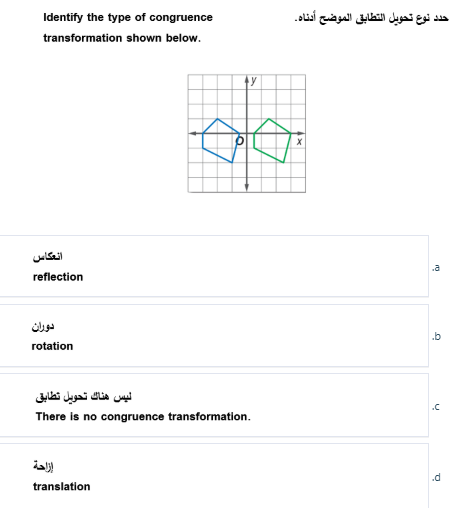 Identify the type of congruence
transformation shown below.
حدد نوع تحويل التطابق الموضح أدناه.
y
O
x
انعكاس
reflection
.a
دوران
rotation
.b
ليس هناك تحويل تطابق
There is no congruence transformation.
.c
إزاحة
translation
.d